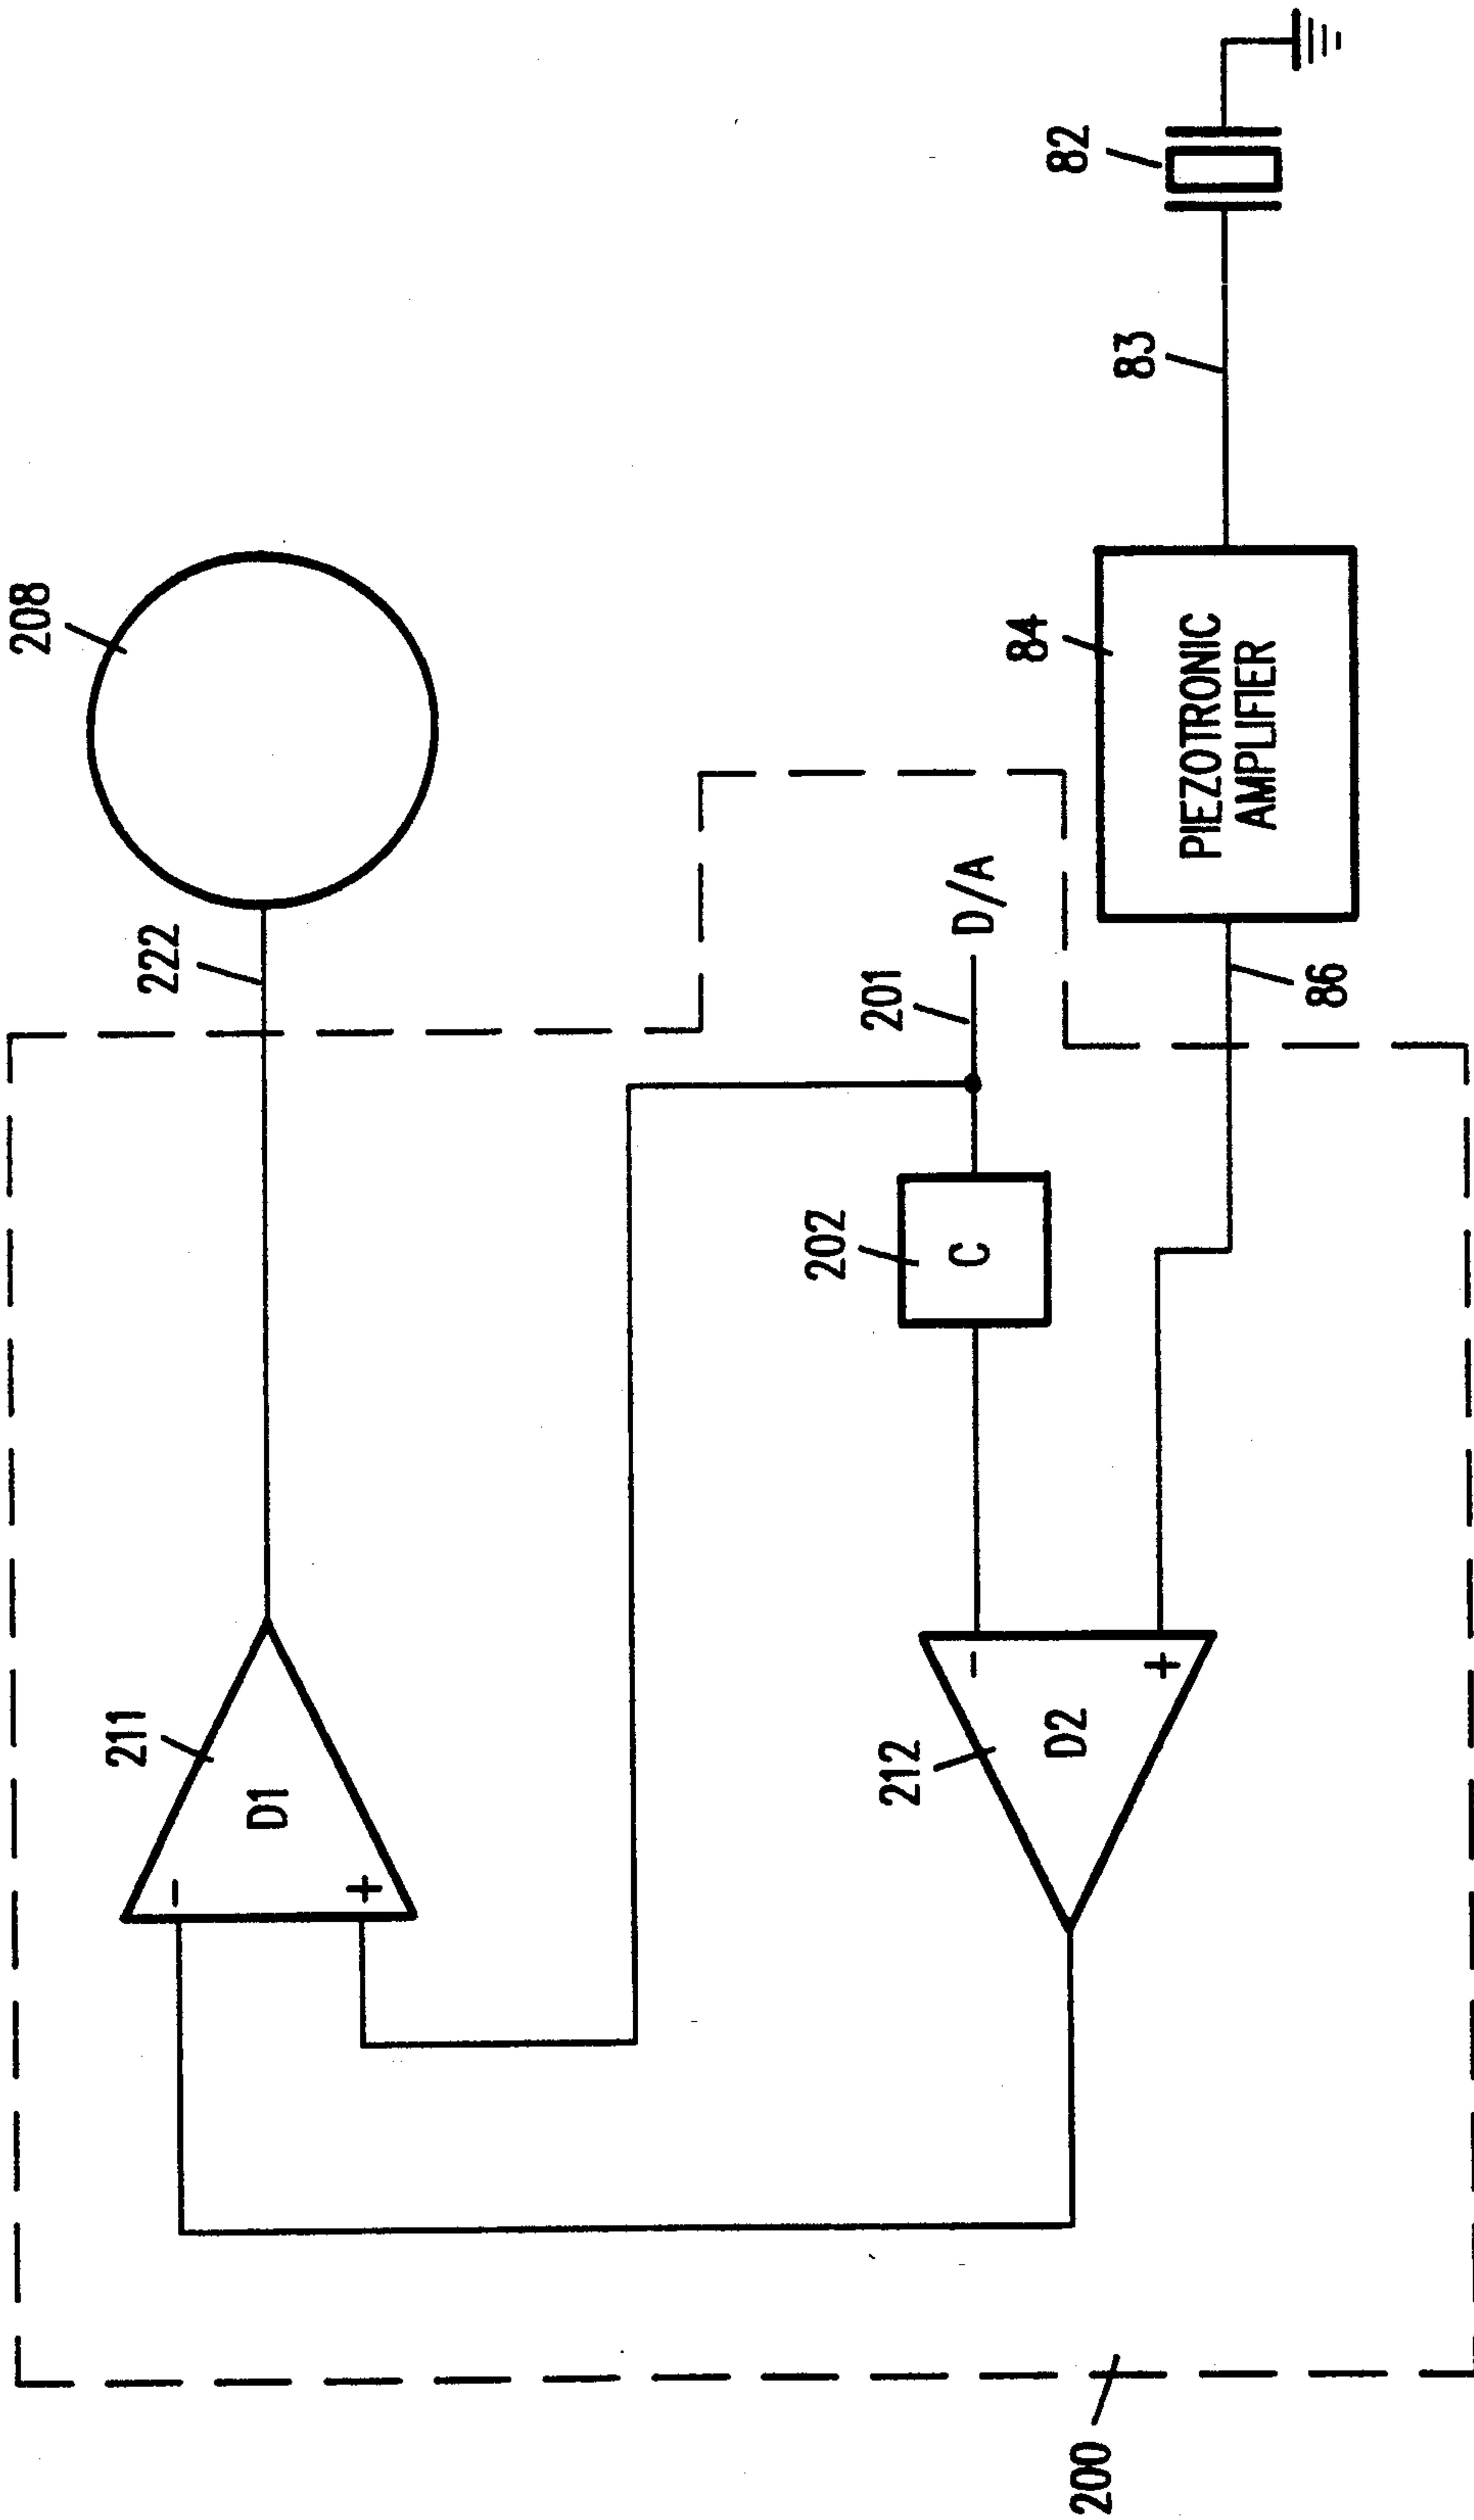 208
222
211
D1
-
+
82
83
84
PIEZOTRONIC
AMPLIFIER
D/A
201
86
202
C
212
D2
-
+
200